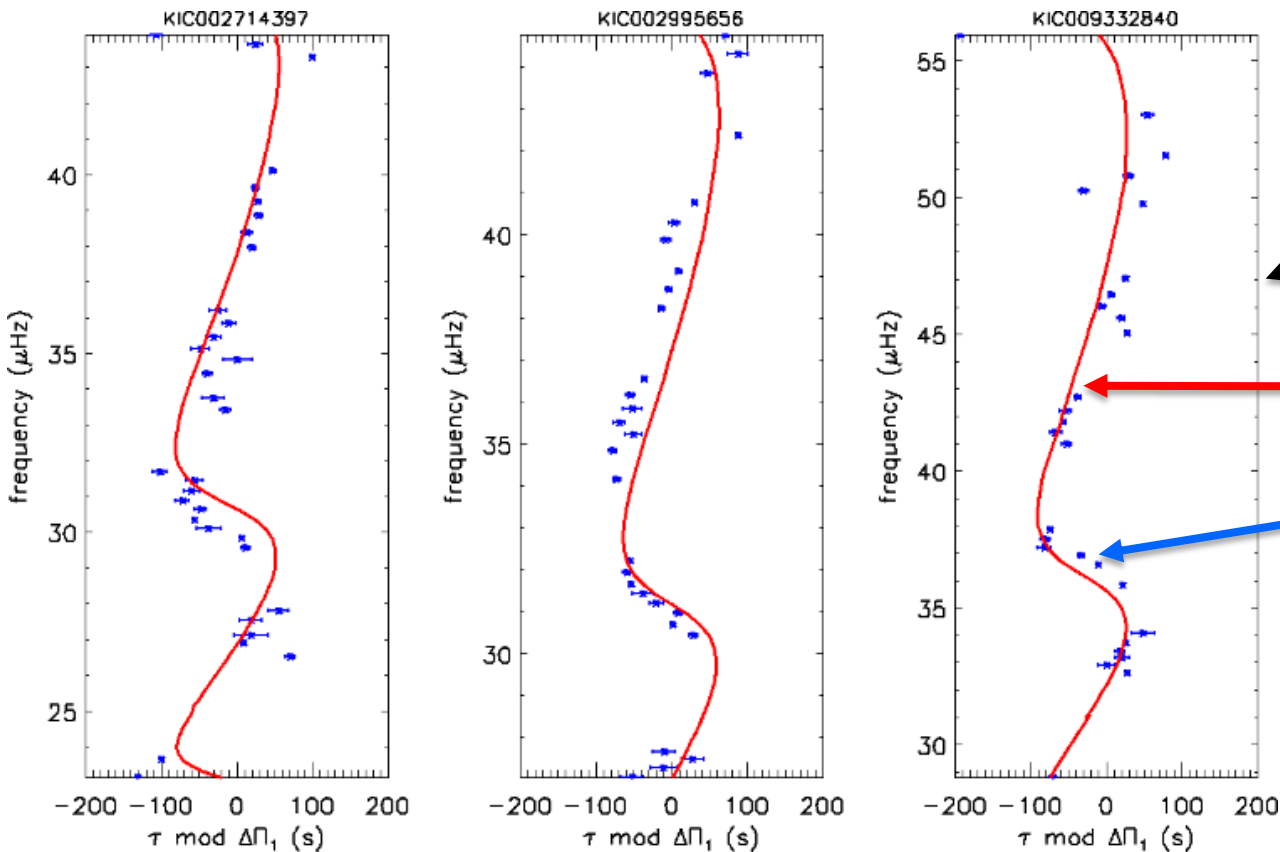 KIC002714397
KIC002995656
KIC009332840
frequency (μHz)
40
35
30
25
-200 -100 0 100 200
τ mod ΔΠ₁ (s)
frequency (μHz)
40
35
30
-200 -100 0 100 200
τ mod ΔΠ₁ (s)
frequency (μHz)
55
50
45
40
35
30
-200 -100 0 100 200
τ mod ΔΠ₁ (s)